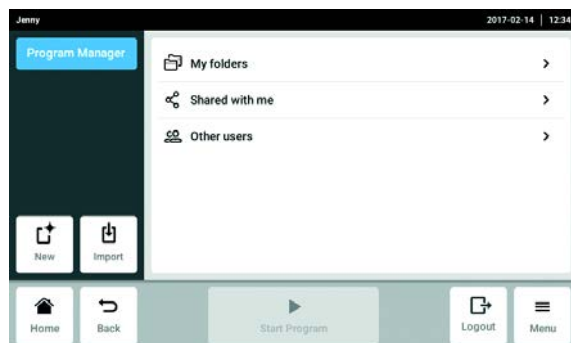 Jenny
2017-02-14 | 12:34
Program Manager
My folders
Shared with me
Other users
New
Import
Home
Back
Start Program
Logout
Menu